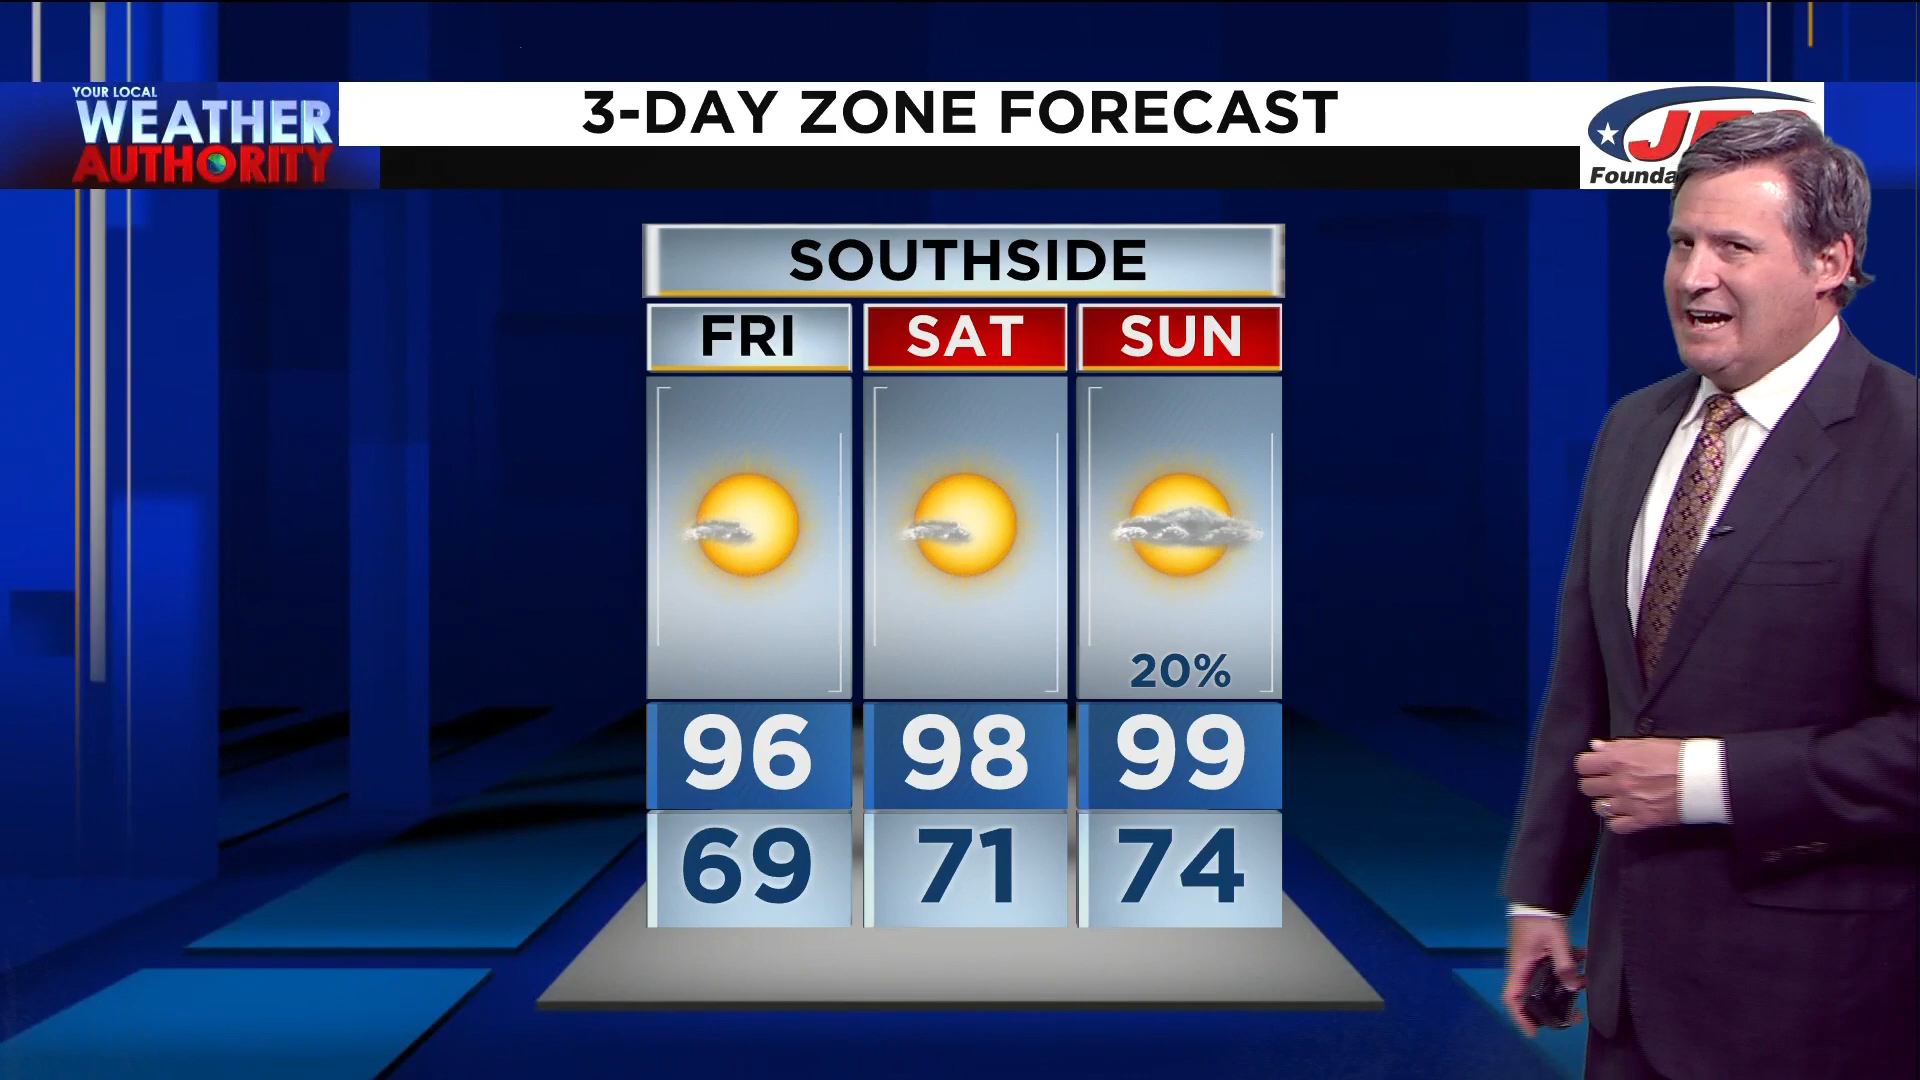 YOUR LOCAL
WEATHER
AUTHORITY
3-DAY ZONE FORECAST
SOUTHSIDE
FRI SAT SUN
20%
96 98 99
69 71 74